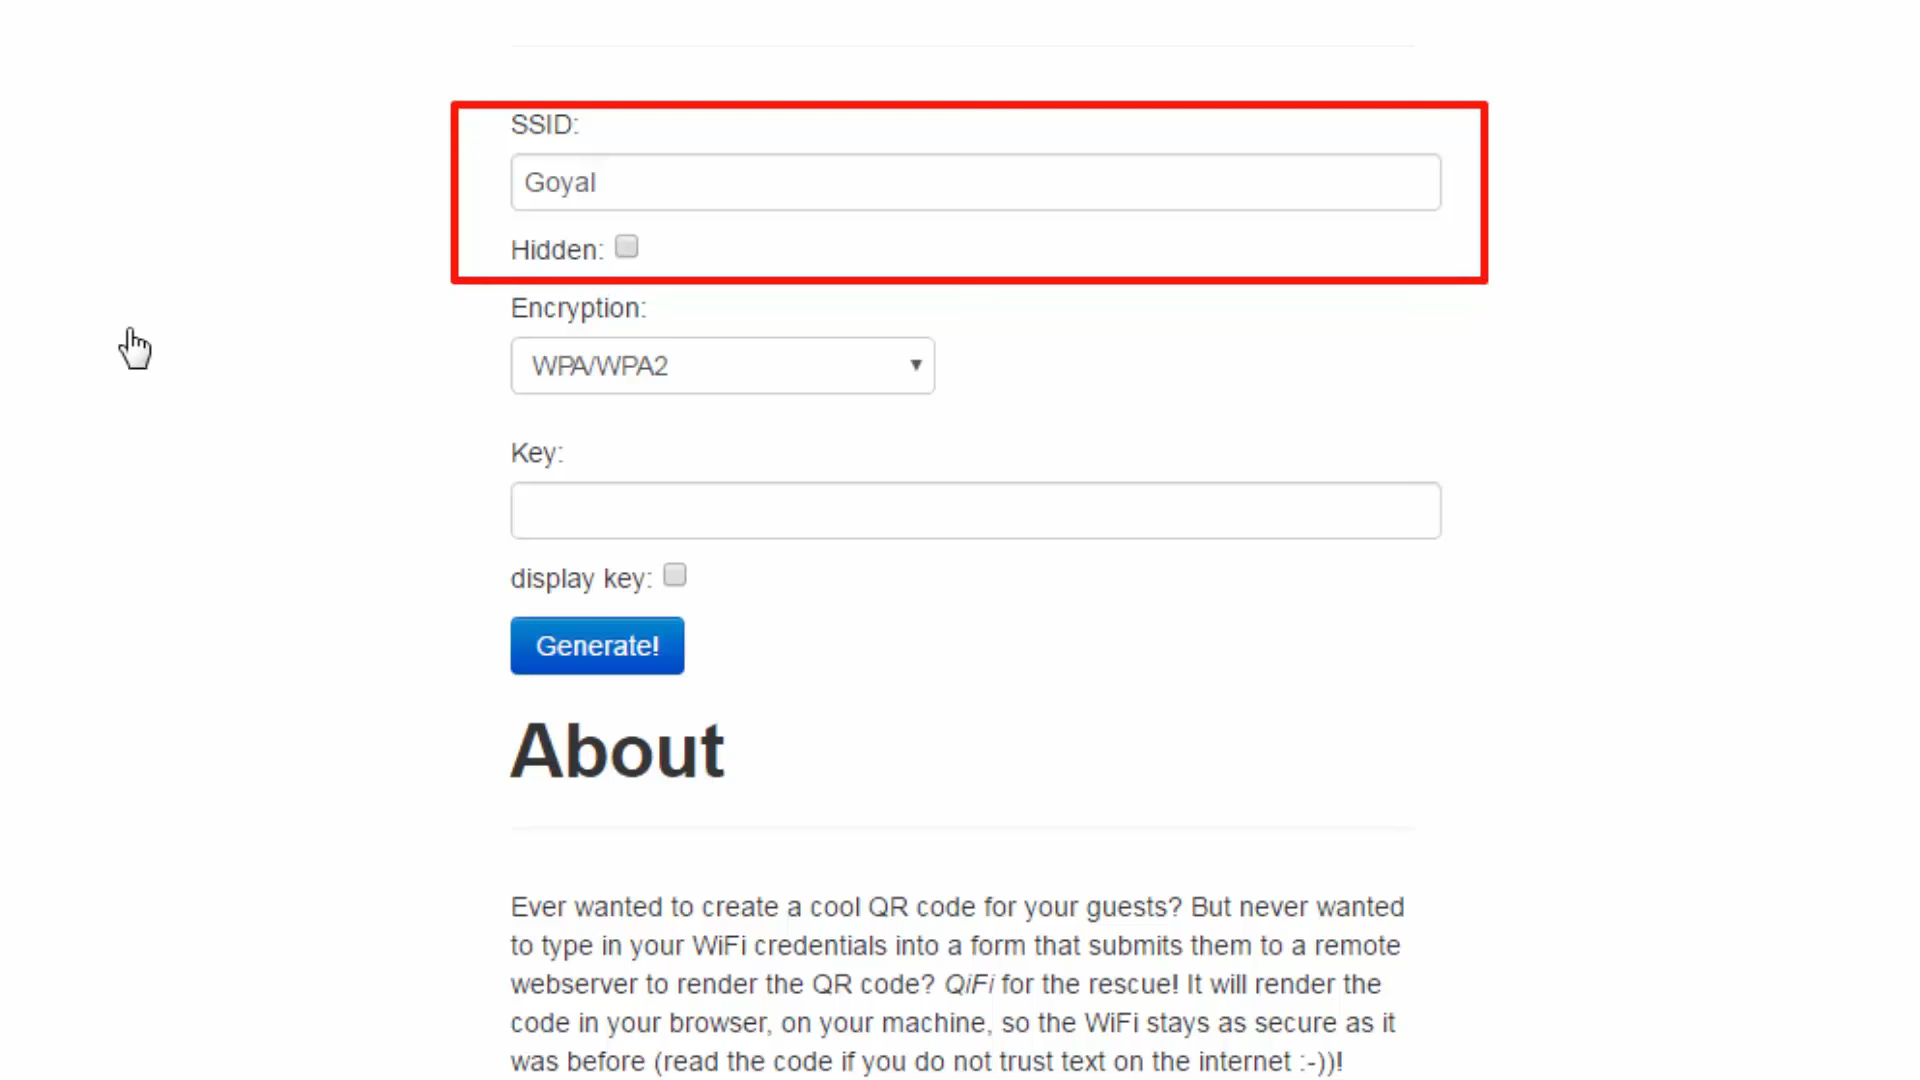 SSID:
Goyal
Hidden:
Encryption:
WPA/WPA2
Key:
display key:
Generate!
About
Ever wanted to create a cool QR code for your guests? But never wanted
to type in your WiFi credentials into a form that submits them to a remote
webserver to render the QR code? QiFi for the rescue! It will render the
code in your browser, on your machine, so the WiFi stays as secure as it
was before (read the code if you do not trust text on the internet :-))!